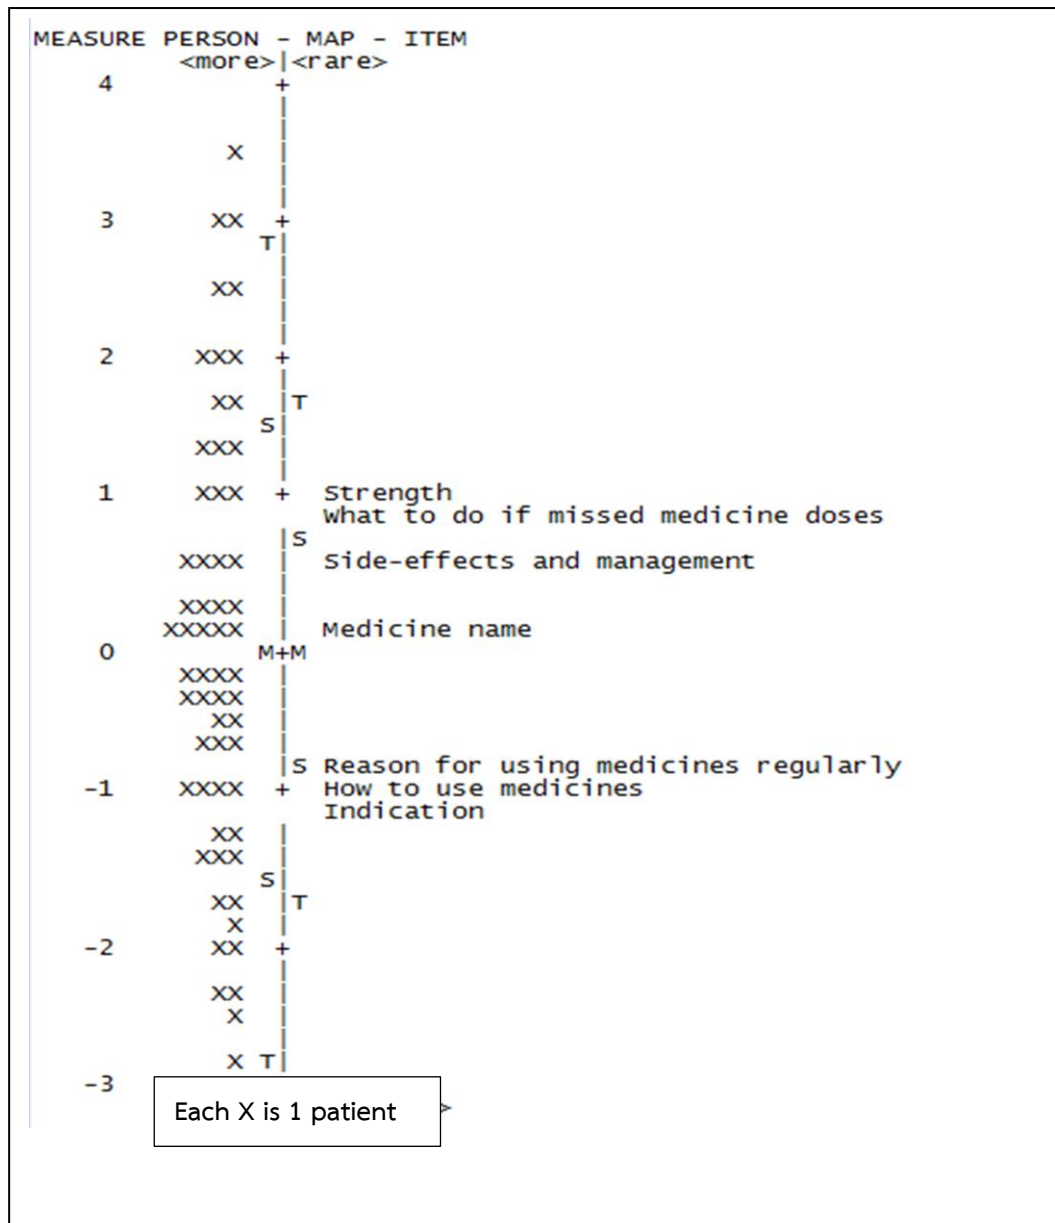 MEASURE PERSON - MAP - ITEM
<more>|<rare>
4 +
|
|
X |
|
|
3 XX +
T|
|
XX |
|
|
2 XXX +
|
XX |T
S|
XXX |
|
1 XXX + Strength
What to do if missed medicine doses
|S
XXXX | Side-effects and management
|
XXXX |
XXXXX | Medicine name
0 M+M
XXXX |
XXXX |
XX |
XXX |
|S Reason for using medicines regularly
-1 XXXX + How to use medicines
Indication
XX |
XXX |
S|
XX |T
X |
-2 XX +
|
XX |
X |
|
X T|
-3
Each X is 1 patient >